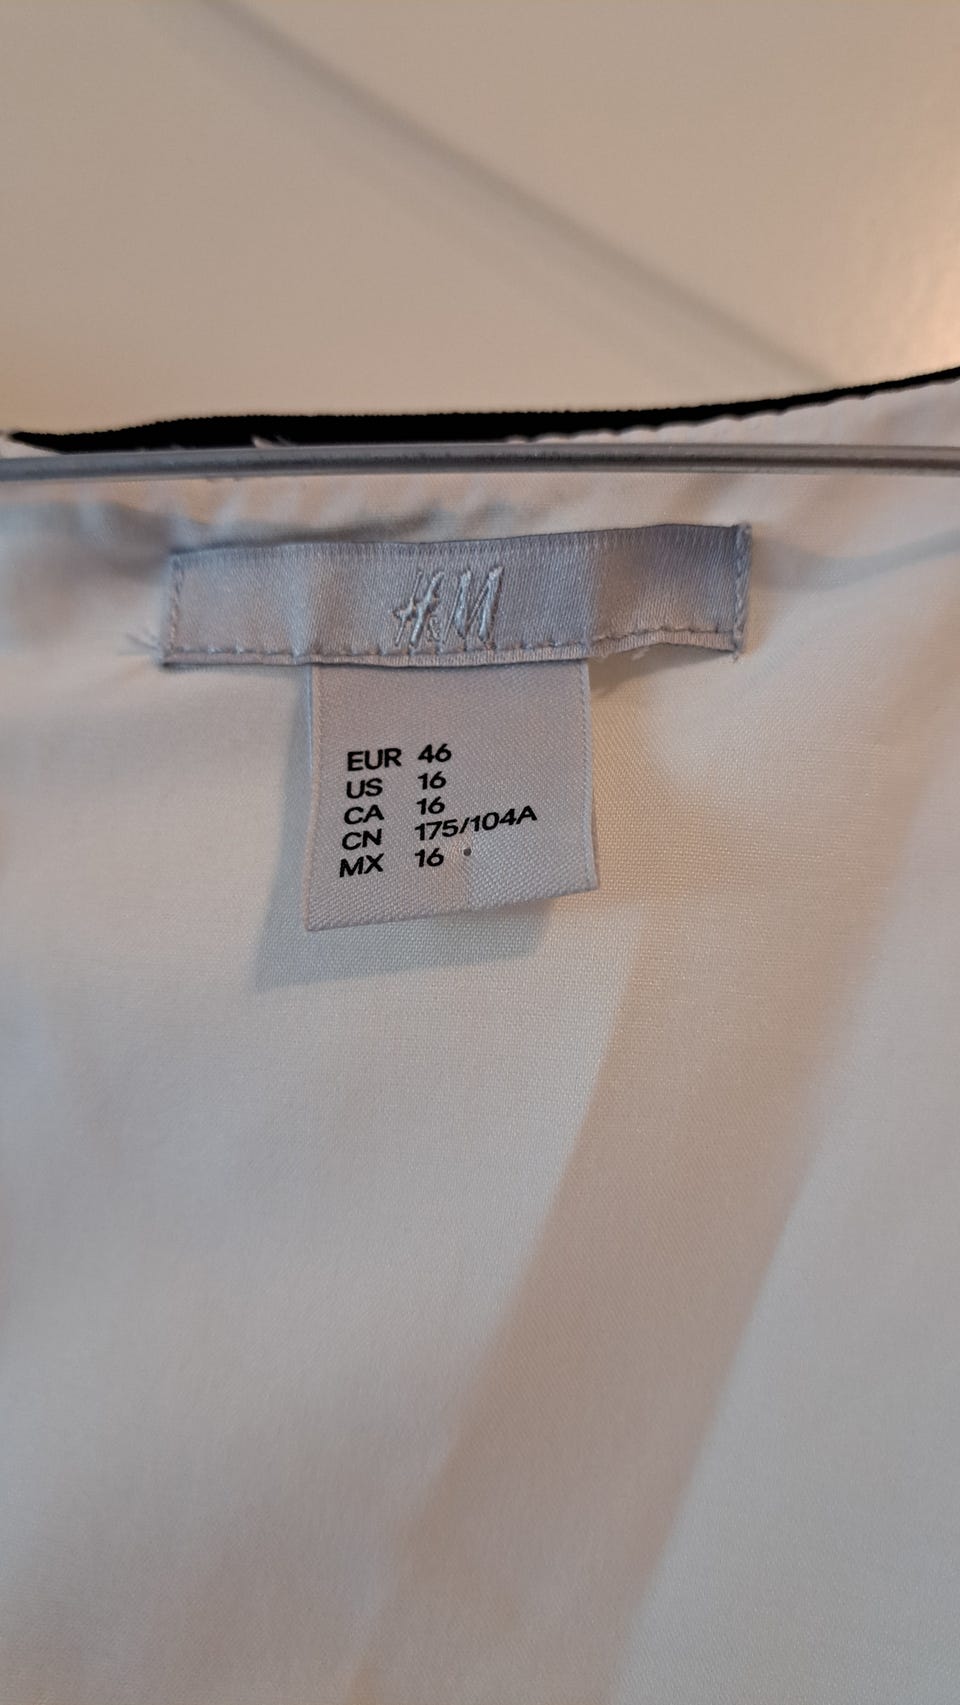 H&M
EUR 46
US 16
CA 16
CN 175/104A
MX 16